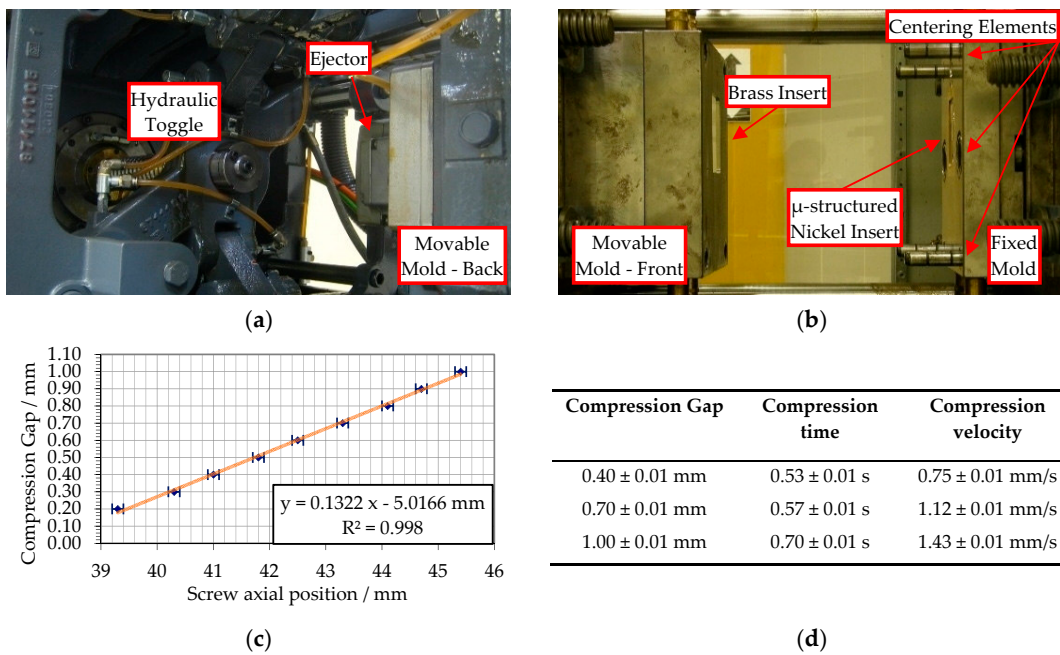 Ejector
Hydraulic
Toggle
Movable
Mold - Back
(a)
Centering Elements
Brass Insert
μ-structured
Nickel Insert
Movable
Mold - Front
Fixed
Mold
(b)
Compression Gap / mm
1.10
1.00
0.90
0.80
0.70
0.60
0.50
0.40
0.30
0.20
0.10
0.00
y = 0.1322 x - 5.0166 mm
R² = 0.998
39 40 41 42 43 44 45 46
Screw axial position / mm
(c)
Compression Gap Compression time Compression velocity
0.40 ± 0.01 mm 0.53 ± 0.01 s 0.75 ± 0.01 mm/s
0.70 ± 0.01 mm 0.57 ± 0.01 s 1.12 ± 0.01 mm/s
1.00 ± 0.01 mm 0.70 ± 0.01 s 1.43 ± 0.01 mm/s
(d)